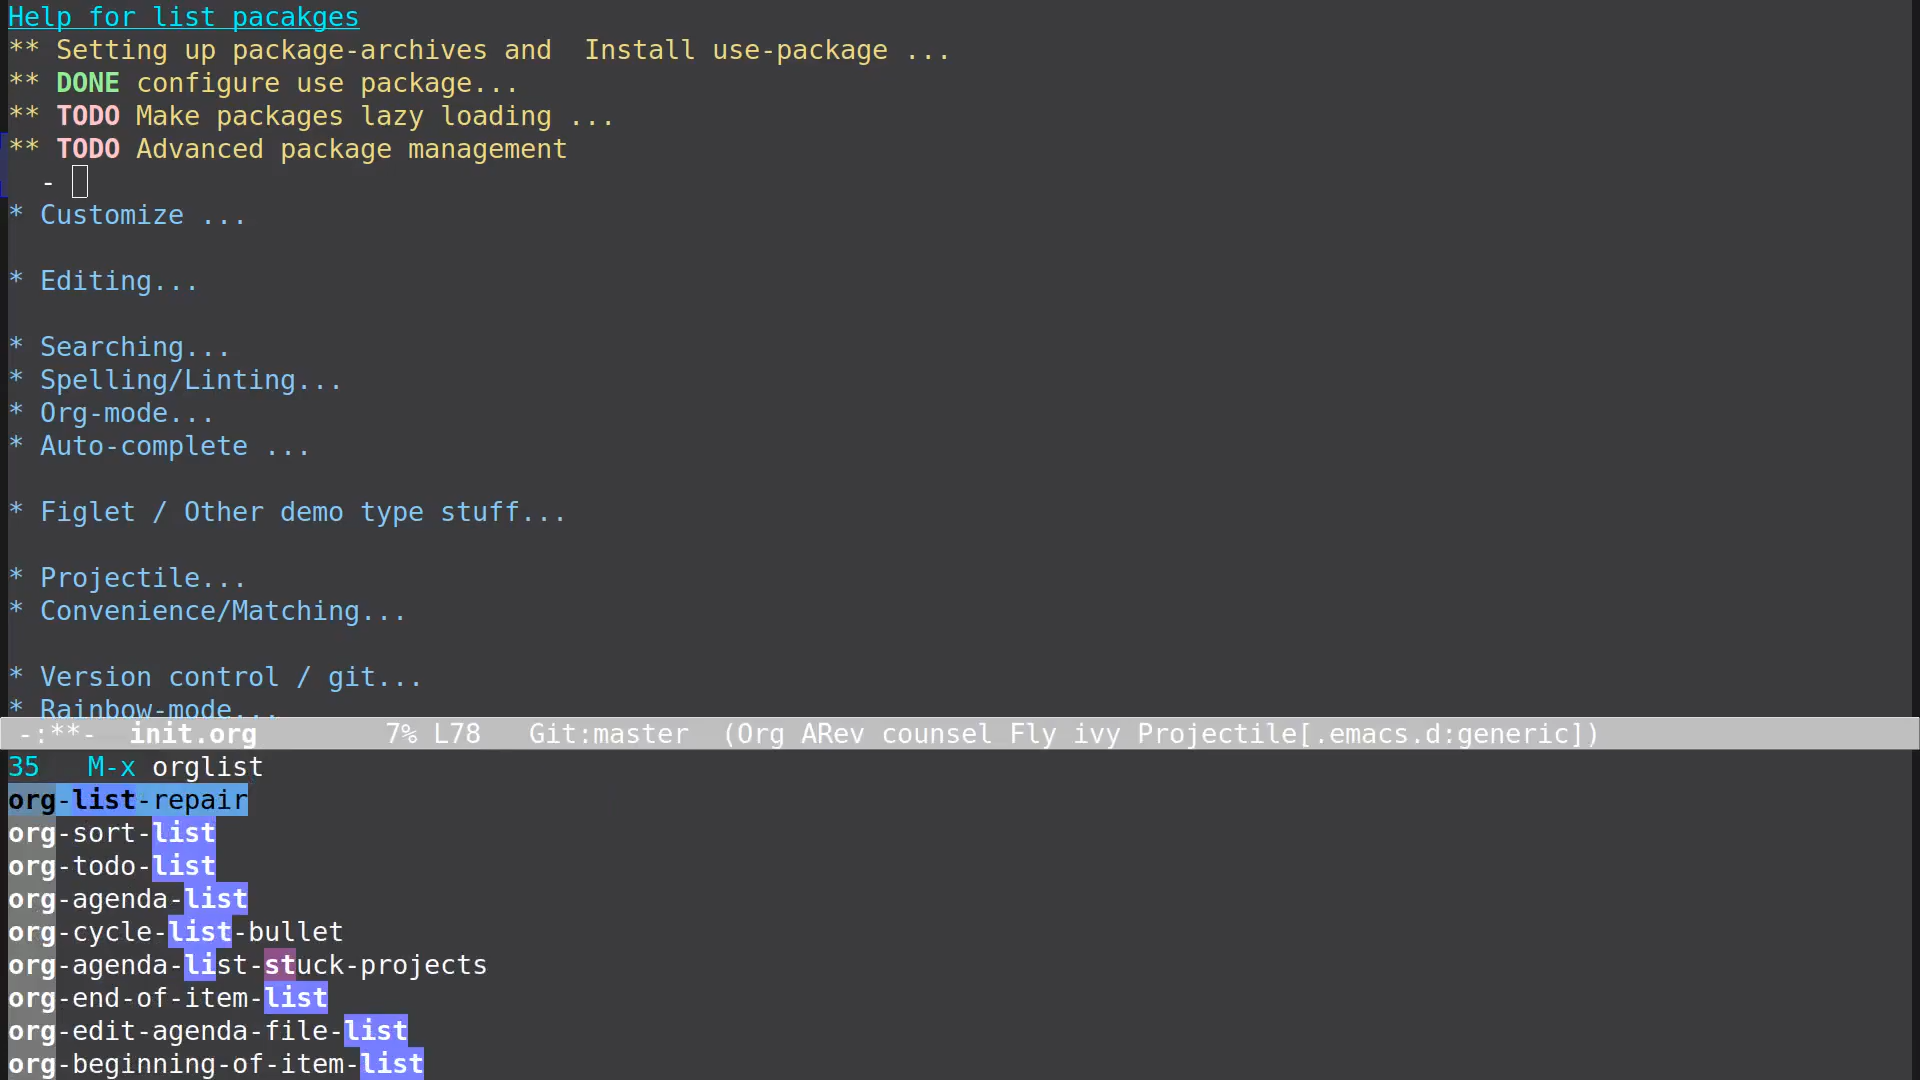 Help for list pacakges
** Setting up package-archives and  Install use-package ...
** DONE configure use package...
** TODO Make packages lazy loading ...
** TODO Advanced package management
-
* Customize ...
* Editing...
* Searching...
* Spelling/Linting...
* Org-mode...
* Auto-complete ...
* Figlet / Other demo type stuff...
* Projectile...
* Convenience/Matching...
* Version control / git...
* Rainbow-mode...
-:**-  init.org        7% L78   Git:master  (Org ARev counsel Fly ivy Projectile[.emacs.d:generic])
35   M-x orglist
org-list-repair
org-sort-list
org-todo-list
org-agenda-list
org-cycle-list-bullet
org-agenda-list-stuck-projects
org-end-of-item-list
org-edit-agenda-file-list
org-beginning-of-item-list